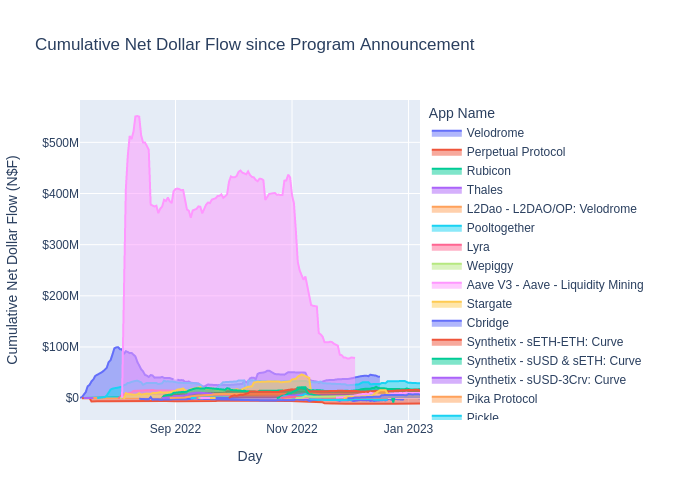 Cumulative Net Dollar Flow since Program Announcement
Cumulative Net Dollar Flow (N$F)
$500M
$400M
$300M
$200M
$100M
$0
Sep 2022
Nov 2022
Jan 2023
Day
App Name
Velodrome
Perpetual Protocol
Rubicon
Thales
L2Dao - L2DAO/OP: Velodrome
Pooltogether
Lyra
Wepiggy
Aave V3 - Aave - Liquidity Mining
Stargate
Cbridge
Synthetix - sETH-ETH: Curve
Synthetix - sUSD & sETH: Curve
Synthetix - sUSD-3Crv: Curve
Pika Protocol
Pickle